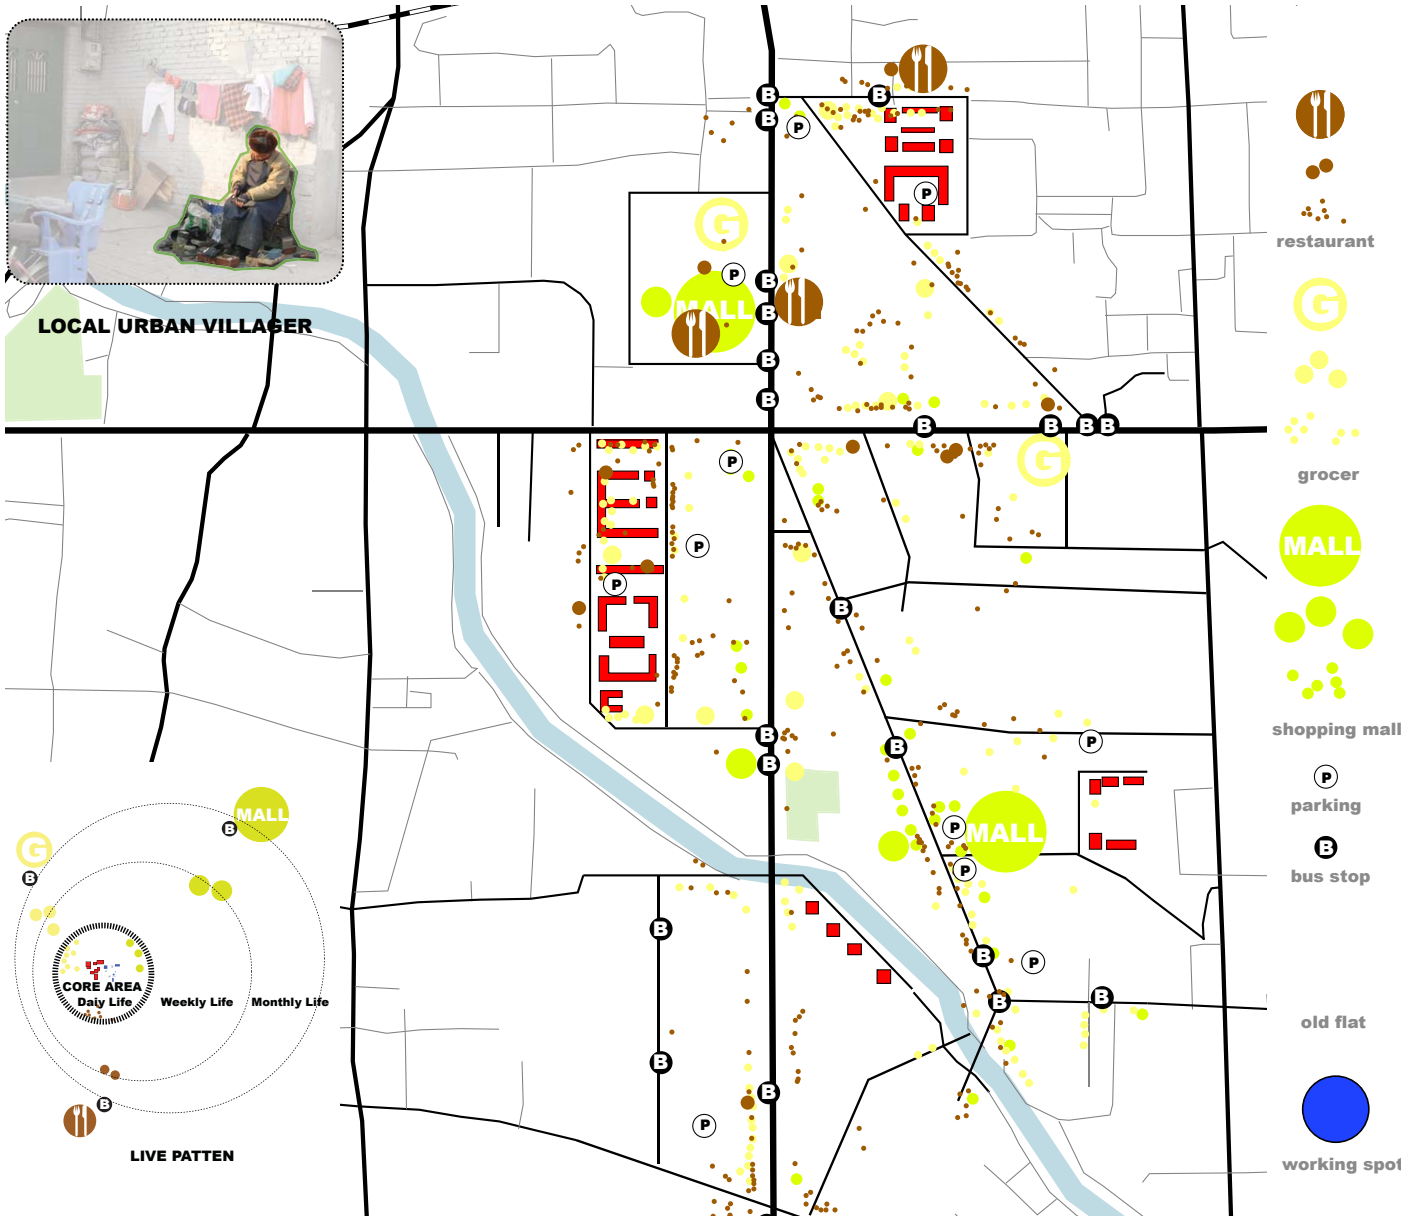 LOCAL URBAN VILLAGER
B
B
P
B
P
G
P
B
MALL
B
B
B
B
B
B
B
P
G
P
P
B
B
B
P
B
P
MALL
P
B
B
P
B
B
B
B
P
restaurant
G
grocer
MALL
shopping mall
P
parking
B
bus stop
old flat
working spot
MALL
B
G
B
CORE AREA
Daiy Life
Weekly Life
Monthly Life
B
LIVE PATTEN